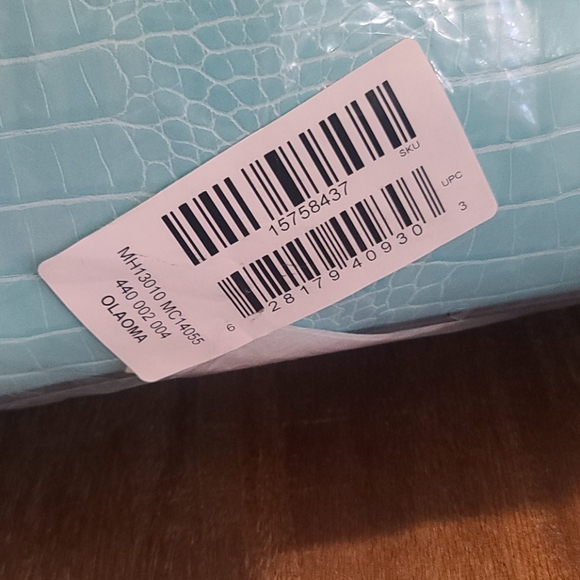 SKU
15758437
UPC
6 28179 40930 3
MH13010 MC14055
440 002 004
OLAOMA